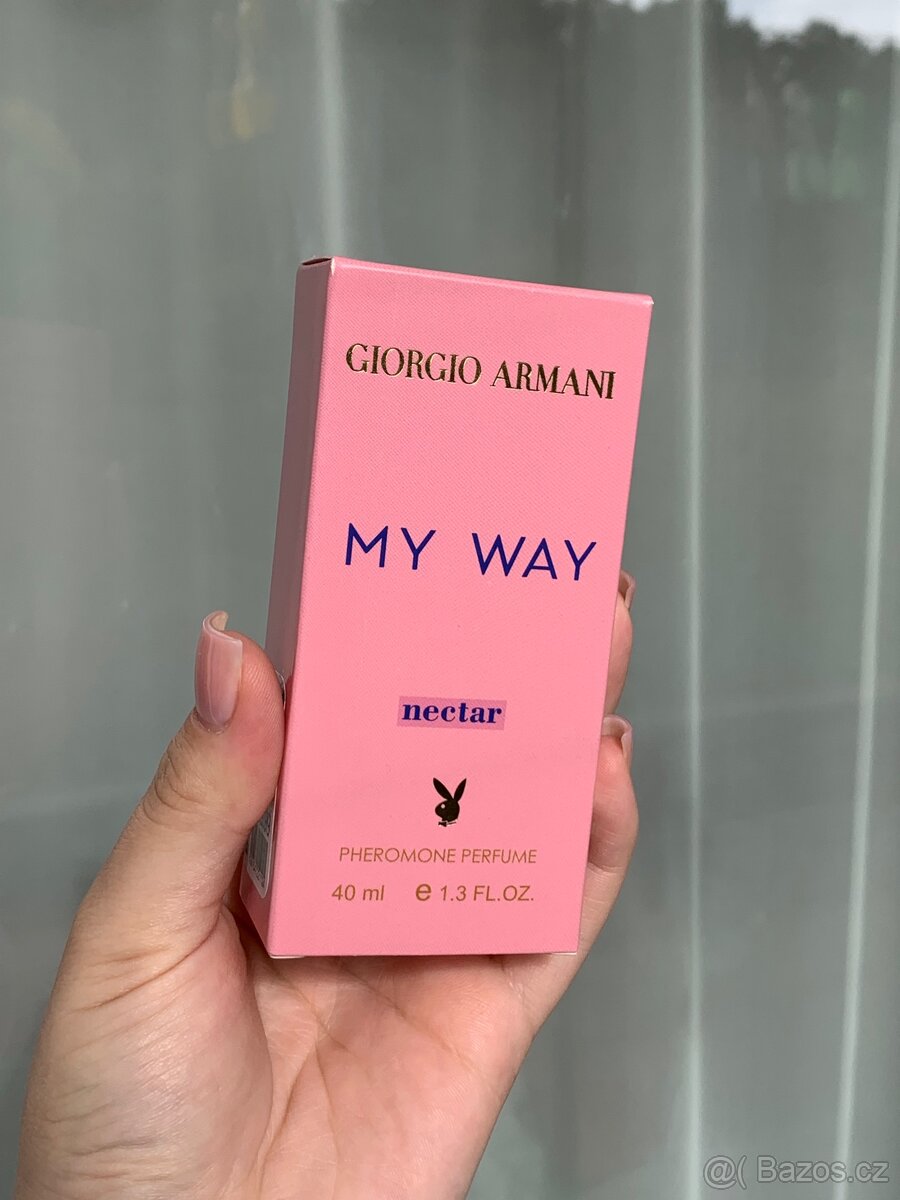 GIORGIO ARMANI
MY WAY
nectar
PHEROMONE PERFUME
40 ml e 1.3 FL.OZ.
@( Bazos.cz